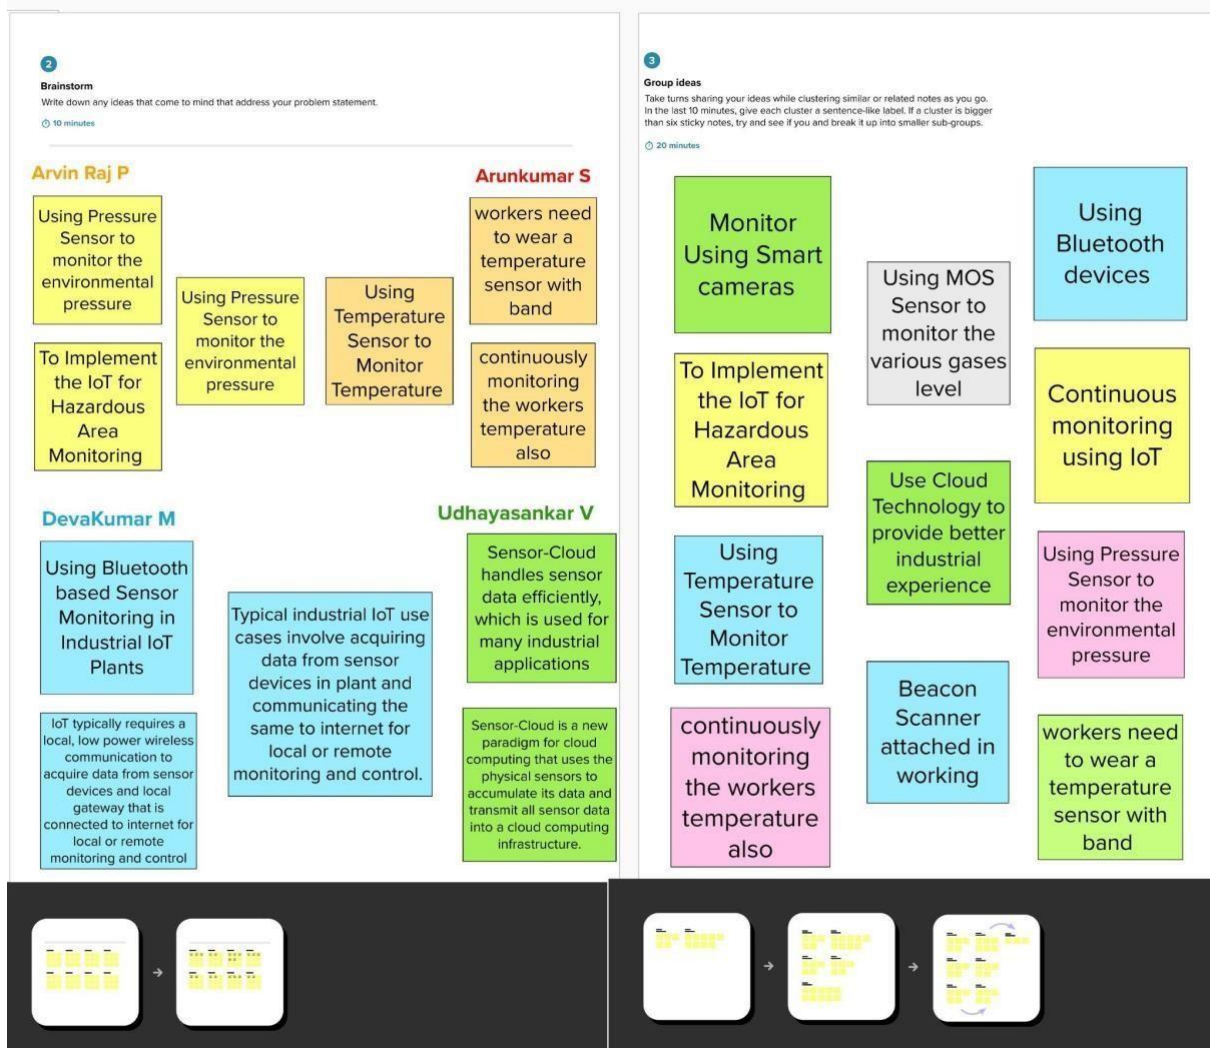 2
Brainstorm
Write down any ideas that come to mind that address your problem statement.
10 minutes
Arvin Raj P
Using Pressure
Sensor to
monitor the
environmental
pressure
Using Pressure
Sensor to
monitor the
environmental
pressure
To Implement
the IoT for
Hazardous
Area
Monitoring
Arunkumar S
workers need
to wear a
temperature
sensor with
band
Using
Temperature
Sensor to
Monitor
Temperature
continuously
monitoring
the workers
temperature
also
DevaKumar M
Using Bluetooth
based Sensor
Monitoring in
Industrial IoT
Plants
Typical industrial IoT use
cases involve acquiring
data from sensor
devices in plant and
communicating the
same to internet for
local or remote
monitoring and control.
IoT typically requires a
local, low power wireless
communication to
acquire data from sensor
devices and local
gateway that is
connected to internet for
local or remote
monitoring and control
Udhayasankar V
Sensor-Cloud
handles sensor
data efficiently,
which is used for
many industrial
applications
Sensor-Cloud is a new
paradigm for cloud
computing that uses the
physical sensors to
accumulate its data and
transmit all sensor data
into a cloud computing
infrastructure.
3
Group ideas
Take turns sharing your ideas while clustering similar or related notes as you go.
In the last 10 minutes, give each cluster a sentence-like label. If a cluster is bigger
than six sticky notes, try and see if you and break it up into smaller sub-groups.
20 minutes
Monitor
Using Smart
cameras
To Implement
the IoT for
Hazardous
Area
Monitoring
Using
Temperature
Sensor to
Monitor
Temperature
continuously
monitoring
the workers
temperature
also
Using MOS
Sensor to
monitor the
various gases
level
Use Cloud
Technology to
provide better
industrial
experience
Beacon
Scanner
attached in
working
Using
Bluetooth
devices
Continuous
monitoring
using IoT
Using Pressure
Sensor to
monitor the
environmental
pressure
workers need
to wear a
temperature
sensor with
band